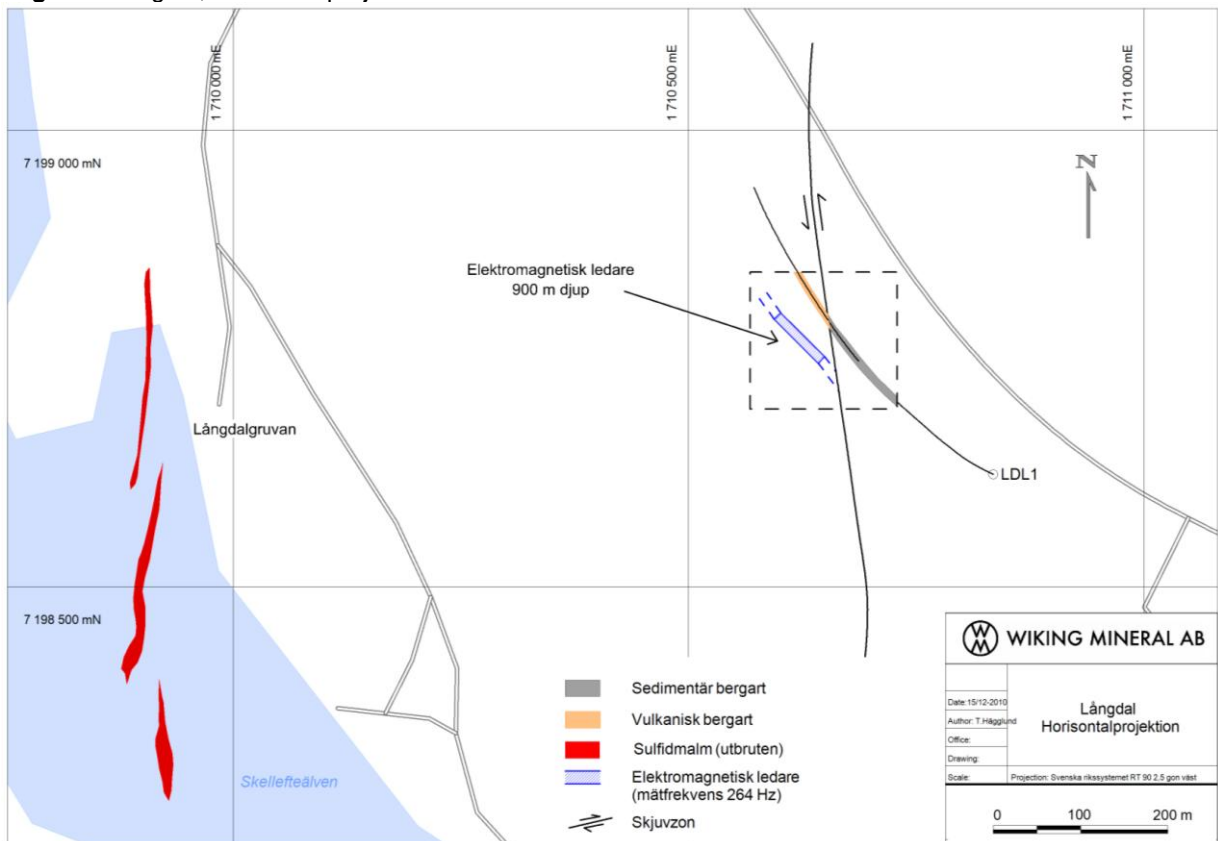 1 710 000 mE
1 710 500 mE
1 711 000 mE
7 199 000 mN
N
Elektromagnetisk ledare
900 m djup
Långdalgruvan
LDL1
7 198 500 mN
Skellefteälven
Sedimentär bergart
Vulkanisk bergart
Sulfidmalm (utbruten)
Elektromagnetisk ledare
(mätfrekvens 264 Hz)
Skjuvzon
WM WIKING MINERAL AB
Date:15/12-2010
Author: T.Hägglund
Office:
Drawing:
Scale:
Långdal
Horisontalprojektion
Projection: Svenska rikssystemet RT 90 2.5 gon väst
0 100 200 m